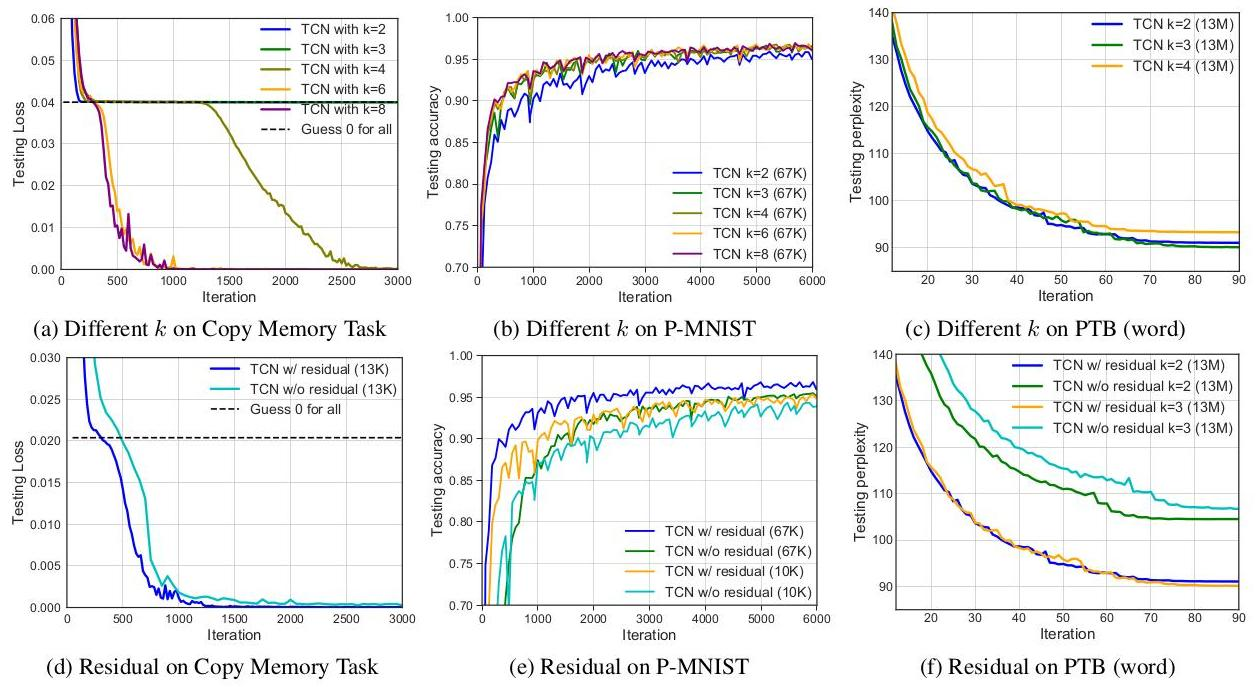 0.06
0.05
0.04
0.03
0.02
0.01
0.00
Testing Loss
TCN with k=2
TCN with k=3
TCN with k=4
TCN with k=6
TCN with k=8
Guess 0 for all
0 500 1000 1500 2000 2500 3000
Iteration
(a) Different k on Copy Memory Task
1.00
0.95
0.90
0.85
0.80
0.75
0.70
Testing accuracy
TCN k=2 (67K)
TCN k=3 (67K)
TCN k=4 (67K)
TCN k=6 (67K)
TCN k=8 (67K)
0 1000 2000 3000 4000 5000 6000
Iteration
(b) Different k on P-MNIST
140
130
120
110
100
90
Testing perplexity
TCN k=2 (13M)
TCN k=3 (13M)
TCN k=4 (13M)
20 30 40 50 60 70 80 90
Iteration
(c) Different k on PTB (word)
0.030
0.025
0.020
0.015
0.010
0.005
0.000
Testing Loss
TCN w/ residual (13K)
TCN w/o residual (13K)
Guess 0 for all
0 500 1000 1500 2000 2500 3000
Iteration
(d) Residual on Copy Memory Task
1.00
0.95
0.90
0.85
0.80
0.75
0.70
Testing accuracy
TCN w/ residual (67K)
TCN w/o residual (67K)
TCN w/ residual (10K)
TCN w/o residual (10K)
0 1000 2000 3000 4000 5000 6000
Iteration
(e) Residual on P-MNIST
140
130
120
110
100
90
Testing perplexity
TCN w/ residual k=2 (13M)
TCN w/o residual k=2 (13M)
TCN w/ residual k=3 (13M)
TCN w/o residual k=3 (13M)
20 30 40 50 60 70 80 90
Iteration
(f) Residual on PTB (word)